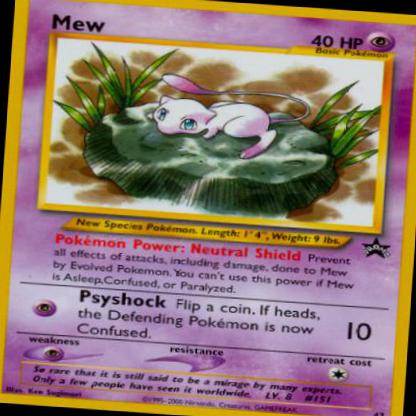 Mew
40 HP
Basic Pokémon
New Species Pokémon. Length: 1' 4", Weight: 9 lbs.
Pokémon Power: Neutral Shield Prevent
all effects of attacks, including damage, done to Mew
by Evolved Pokémon. You can't use this power if Mew
is Asleep, Confused, or Paralyzed.
Psyshock Flip a coin. If heads,
the Defending Pokémon is now
Confused.
10
weakness
resistance
retreat cost
So rare that it is still said to be a mirage by many experts.
Only a few people have seen it worldwide. LV. 8 #151
Illus. Ken Sugimori
©1995-2000 Nintendo, Creatures, GAMEFREAK